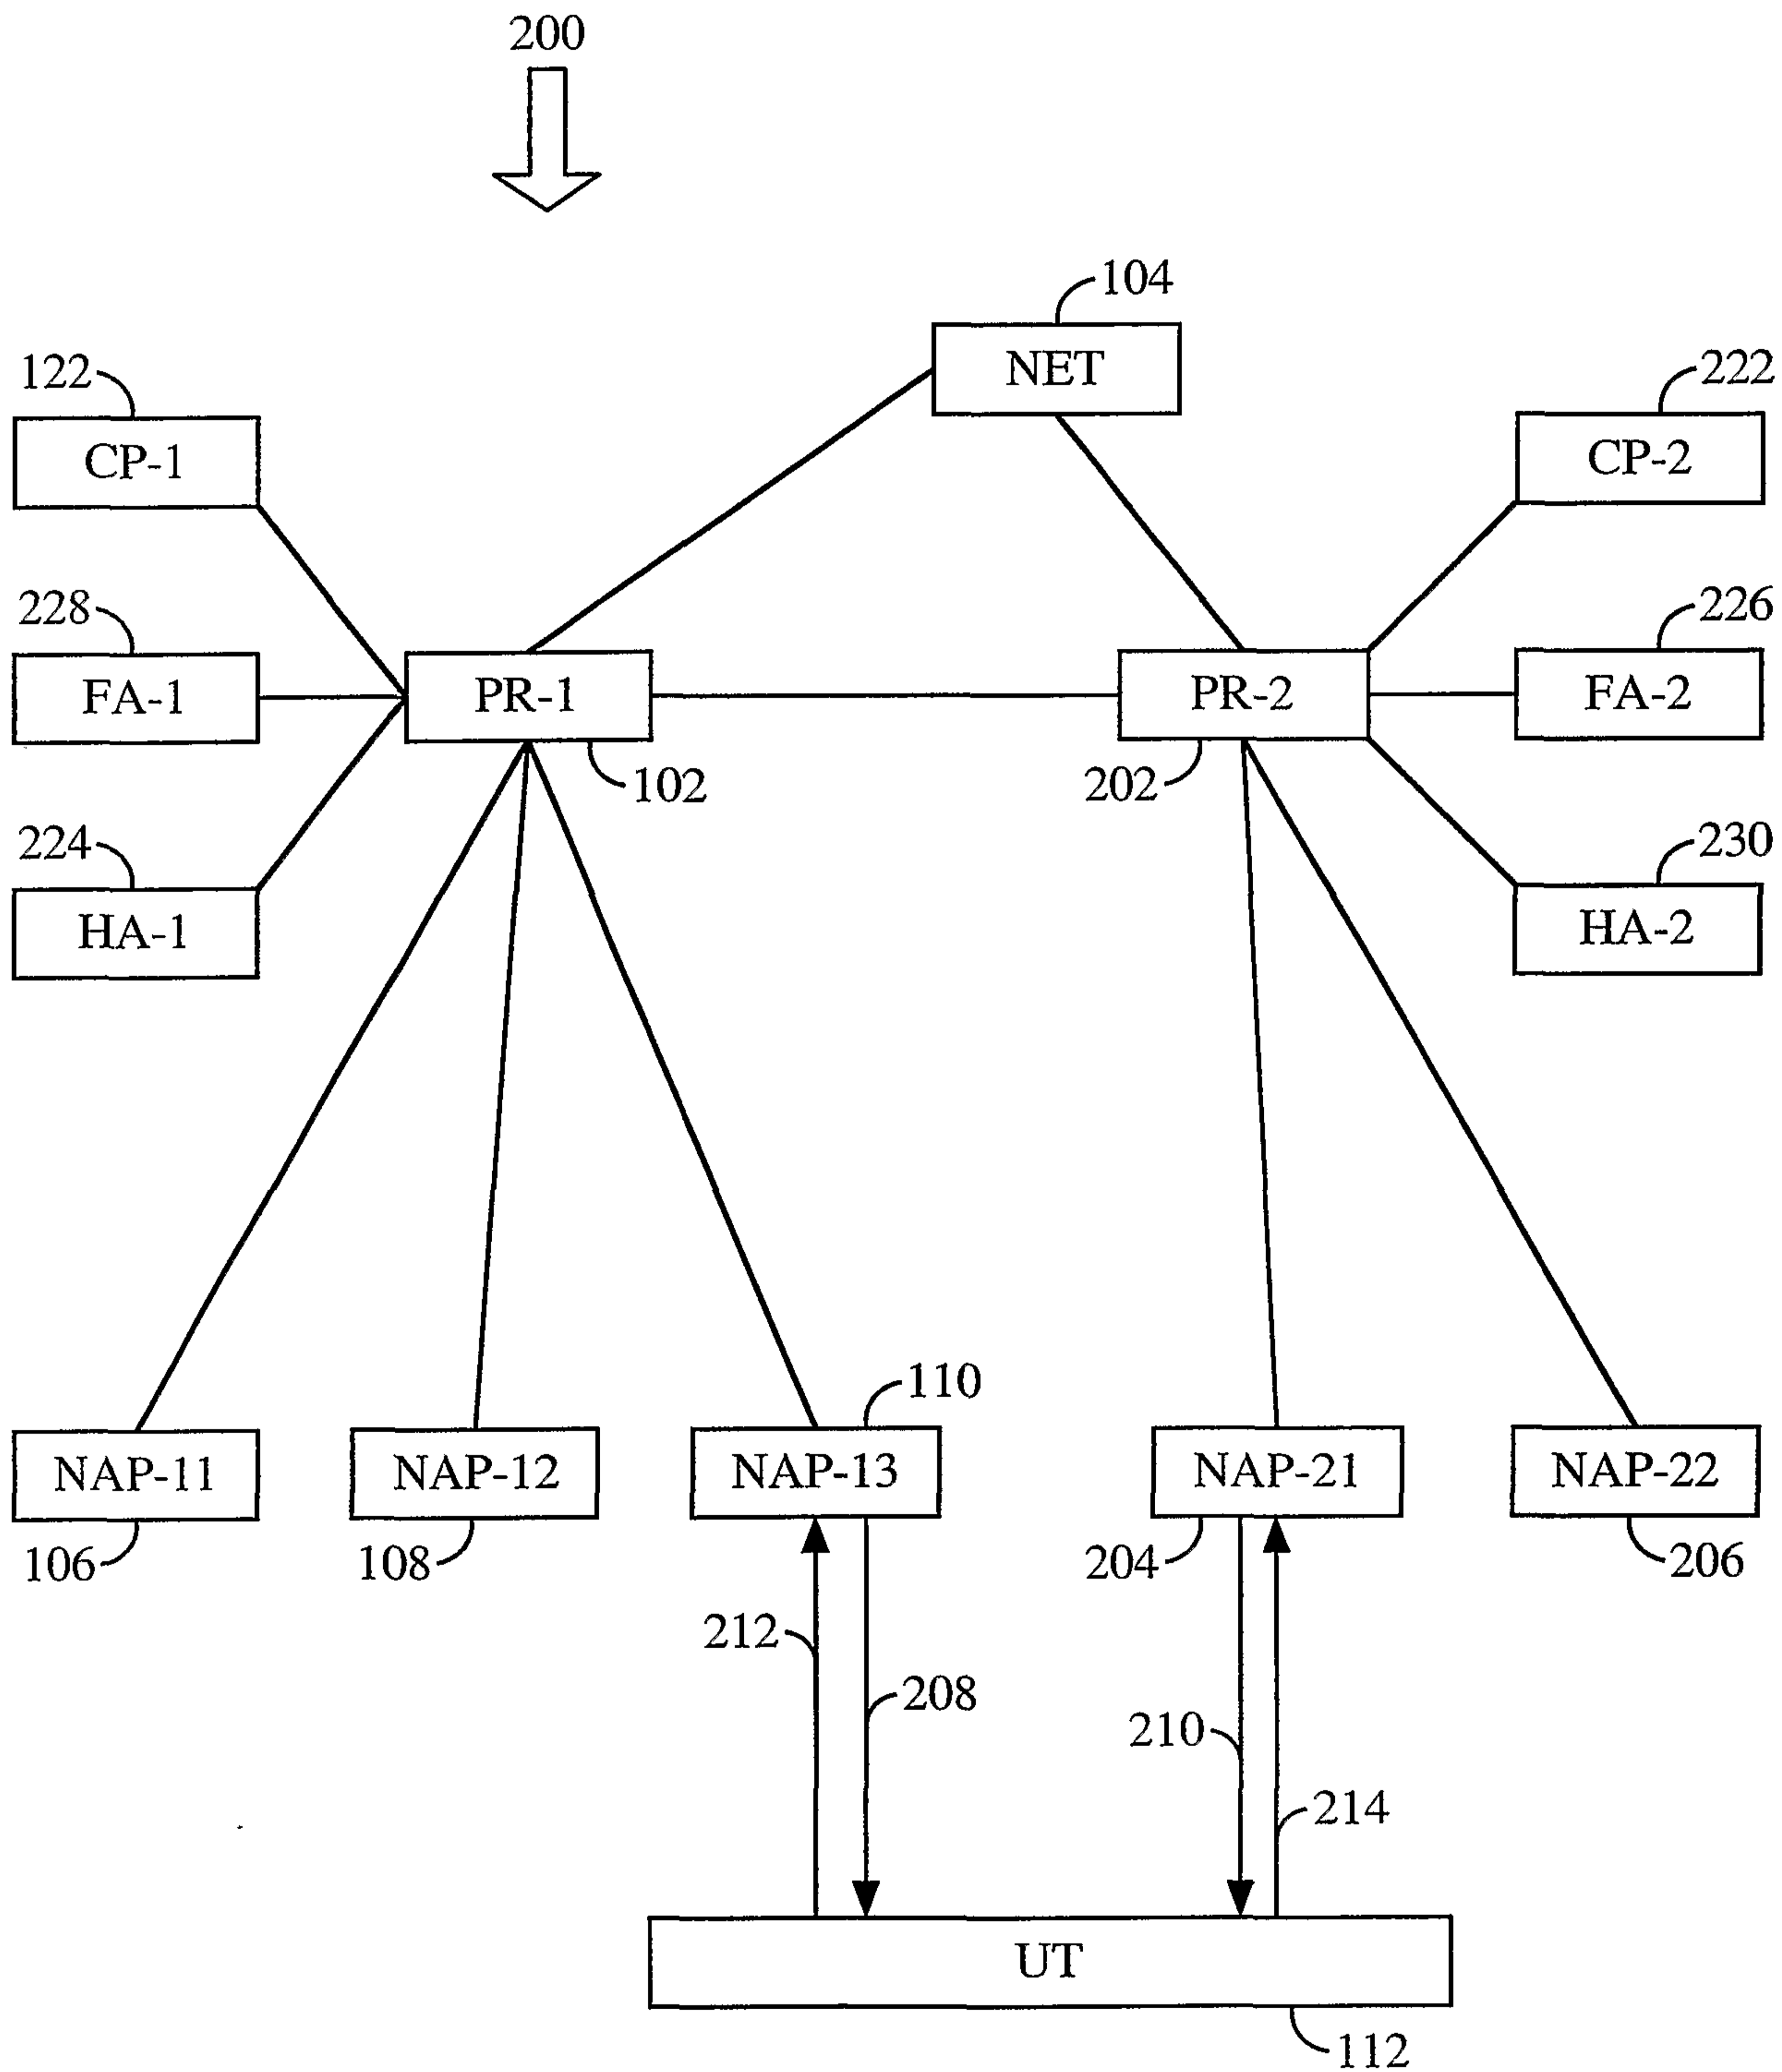 200
104
NET
122
CP-1
222
CP-2
228
FA-1
226
FA-2
PR-1
102
PR-2
202
224
HA-1
230
HA-2
110
NAP-11
106
NAP-12
108
NAP-13
NAP-21
204
NAP-22
206
212
208
210
214
UT
112